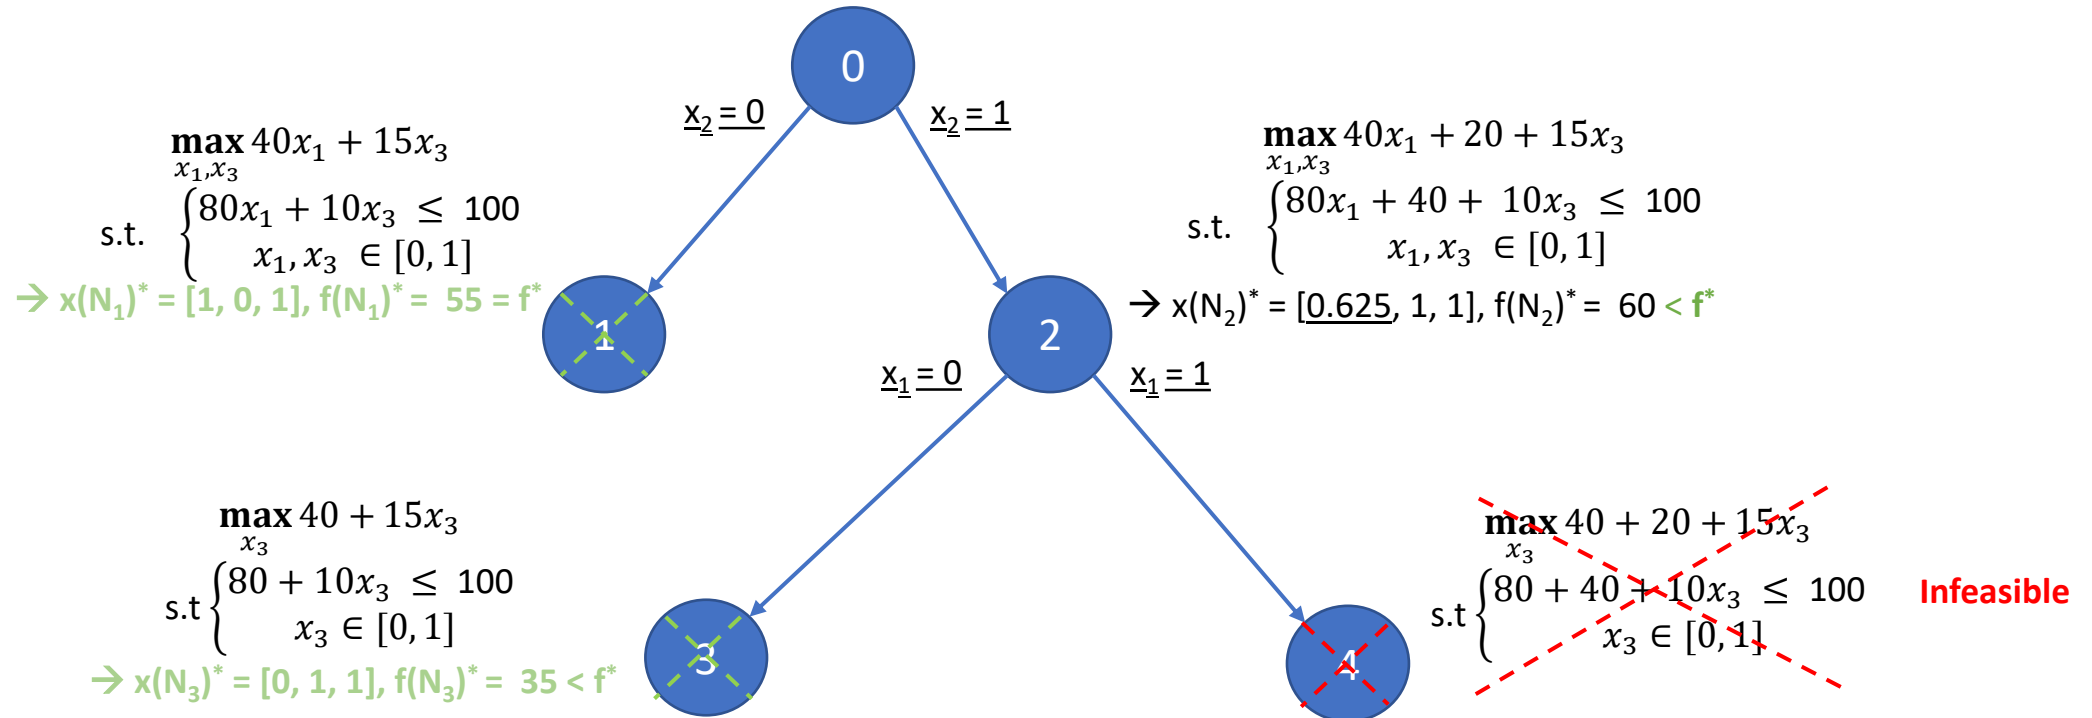 0
x₂ = 0
x₂ = 1
max 40x₁ + 15x₃
x₁,x₃
s.t. {80x₁ + 10x₃ ≤ 100
x₁, x₃ ∈ [0, 1]
→ x(N₁)* = [1, 0, 1], f(N₁)* = 55 = f*
1
max 40x₁ + 20 + 15x₃
x₁,x₃
s.t. {80x₁ + 40 + 10x₃ ≤ 100
x₁, x₃ ∈ [0, 1]
2
→ x(N₂)* = [0.625, 1, 1], f(N₂)* = 60 < f*
x₁ = 0
x₁ = 1
max 40 + 15x₃
x₃
s.t {80 + 10x₃ ≤ 100
x₃ ∈ [0, 1]
→ x(N₃)* = [0, 1, 1], f(N₃)* = 35 < f*
3
4
max 40 + 20 + 15x₃
x₃
s.t {80 + 40 + 10x₃ ≤ 100
x₃ ∈ [0, 1]
Infeasible